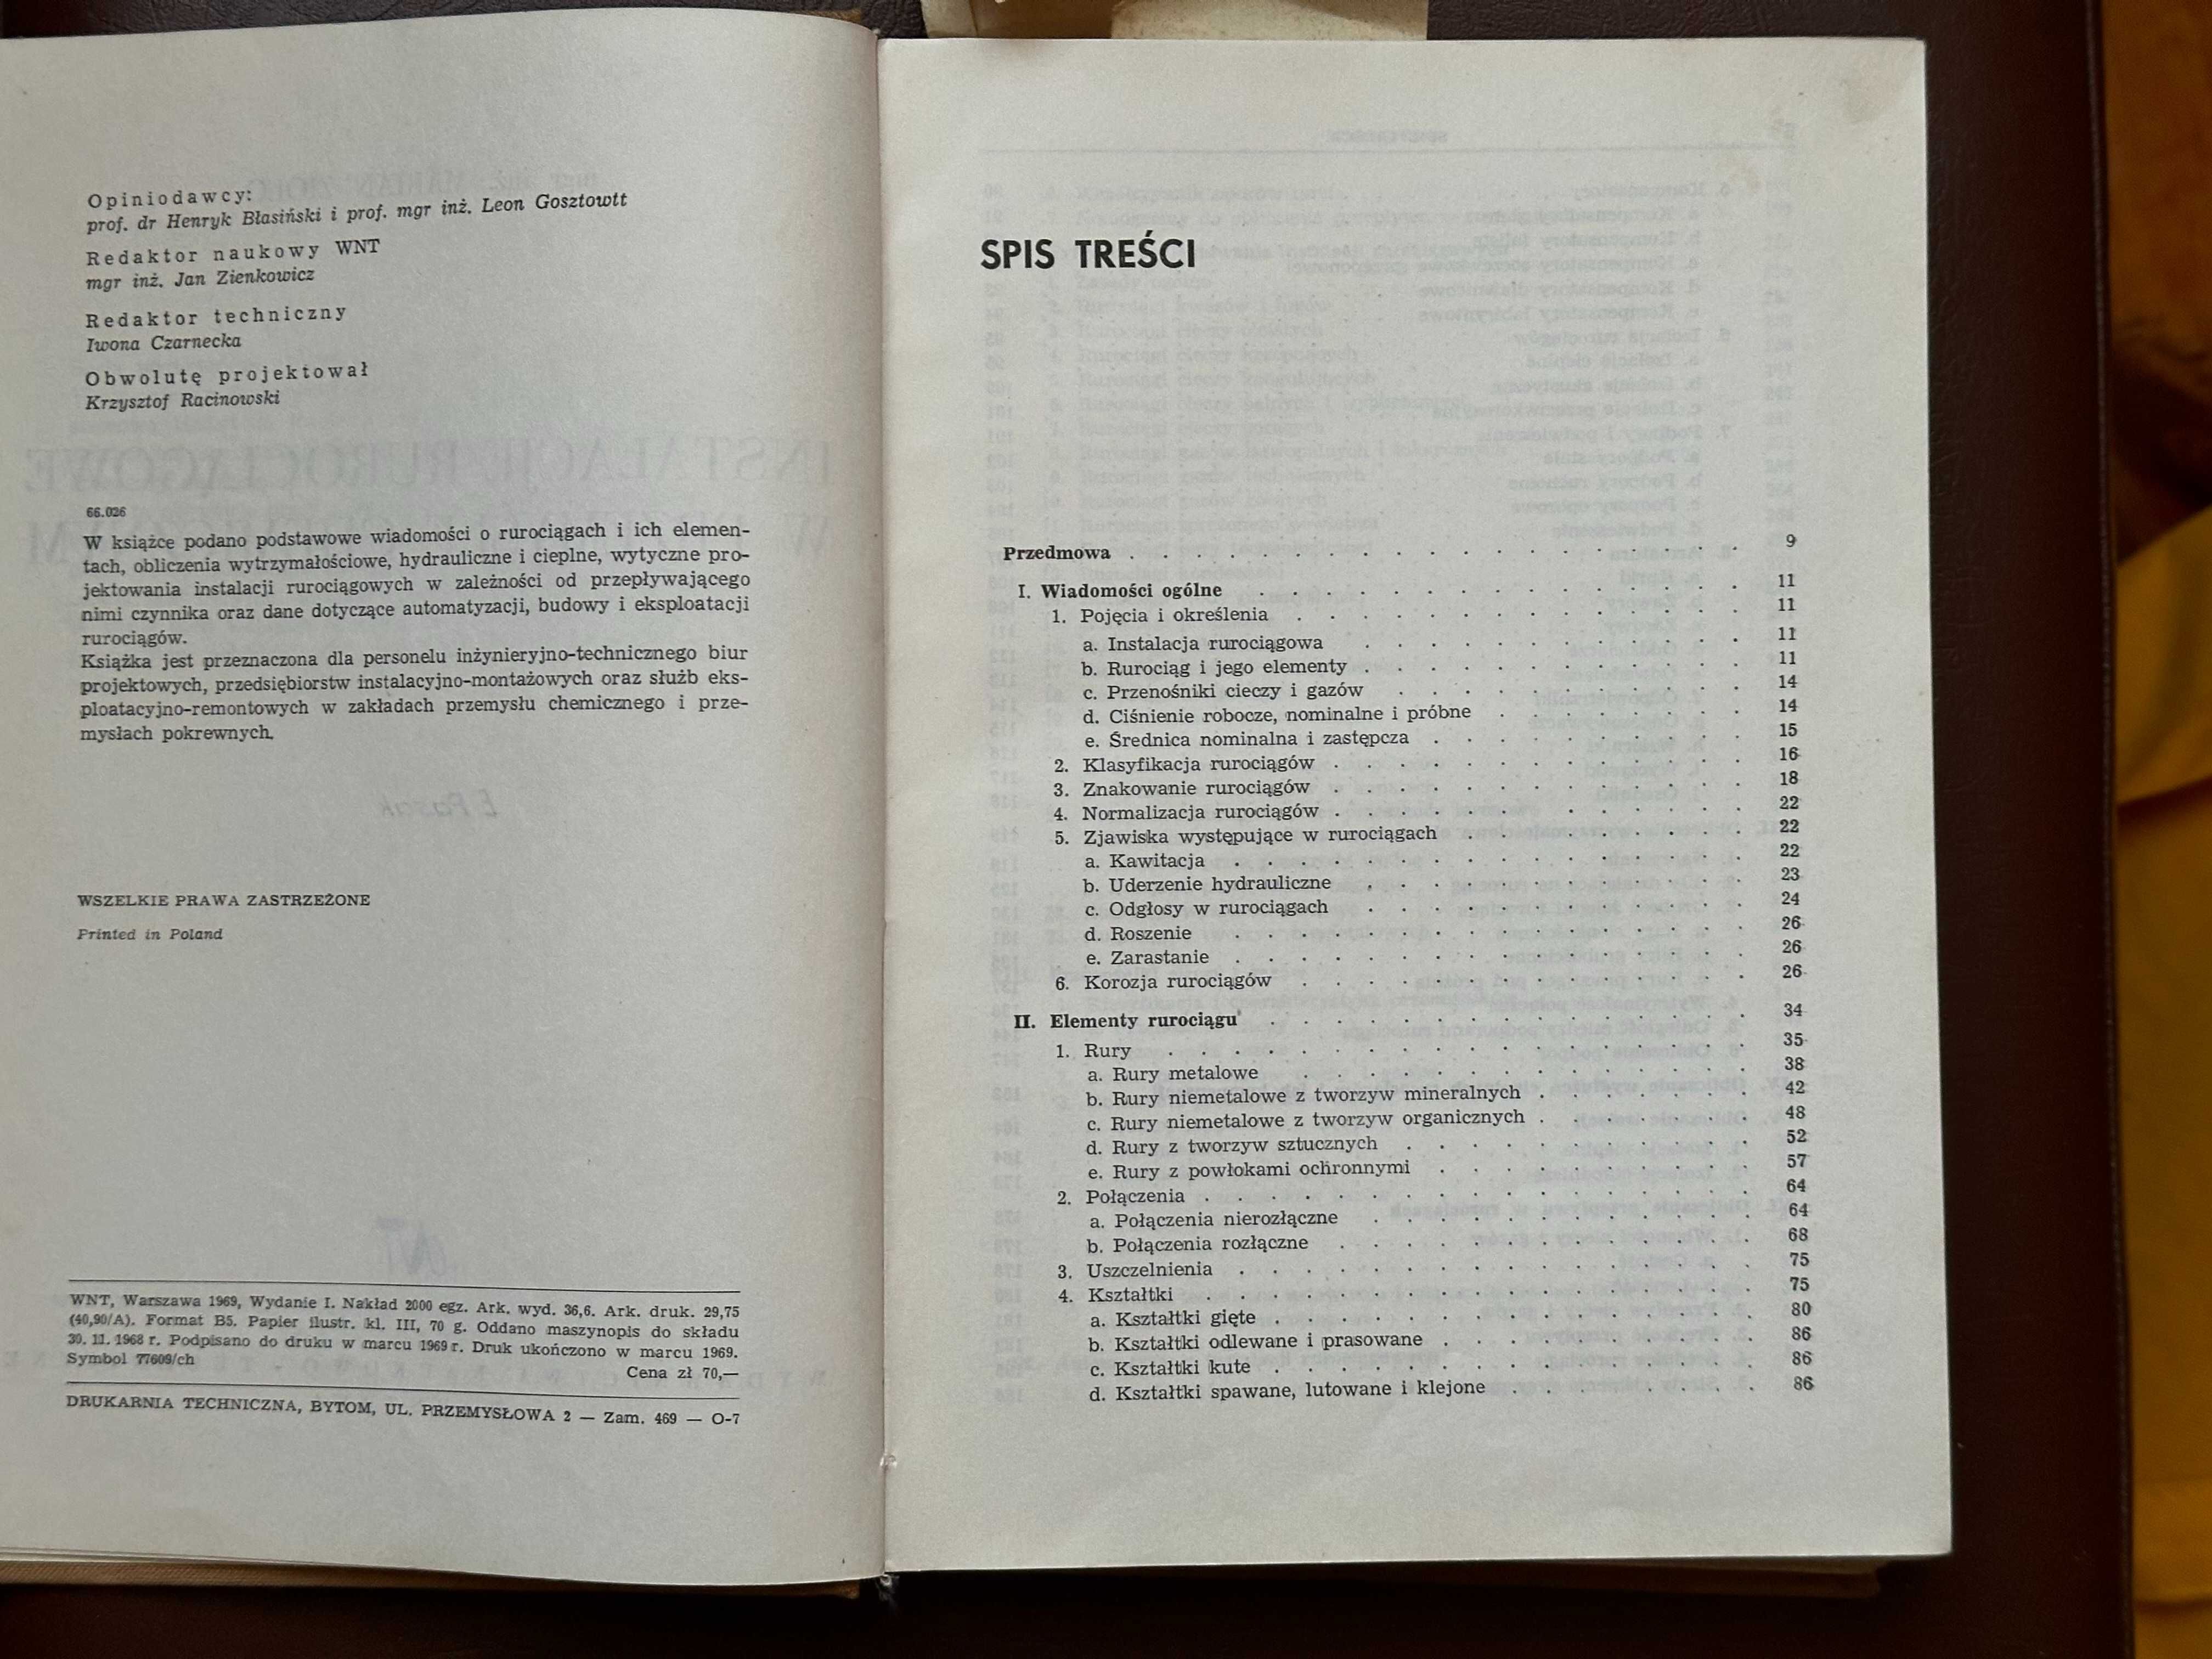 Opiniodawcy:
prof. dr Henryk Błasiński i prof. mgr inż. Leon Gosztowtt
Redaktor naukowy WNT
mgr inż. Jan Zienkowicz
Redaktor techniczny
Iwona Czarnecka
Obwolutę projektował
Krzysztof Racinowski
66.026
W książce podano podstawowe wiadomości o rurociągach i ich elemen-
tach, obliczenia wytrzymałościowe, hydrauliczne i cieplne, wytyczne pro-
jektowania instalacji rurociągowych w zależności od przepływającego
nimi czynnika oraz dane dotyczące automatyzacji, budowy i eksploatacji
rurociągów.
Książka jest przeznaczona dla personelu inżynieryjno-technicznego biur
projektowych, przedsiębiorstw instalacyjno-montażowych oraz służb eks-
ploatacyjno-remontowych w zakładach przemysłu chemicznego i prze-
mysłach pokrewnych.
WSZELKIE PRAWA ZASTRZEŻONE
Printed in Poland
WNT, Warszawa 1969, Wydanie I. Nakład 2000 egz. Ark. wyd. 36,6. Ark. druk. 29,75
(40,90/A). Format B5. Papier ilustr. kl. III, 70 g. Oddano maszynopis do składu
30. 11. 1968 r. Podpisano do druku w marcu 1969 r. Druk ukończono w marcu 1969.
Symbol 77609/ch
Cena zł 70,—
DRUKARNIA TECHNICZNA, BYTOM, UL. PRZEMYSŁOWA 2 — Zam. 469 — O-7
SPIS TREŚCI
Przedmowa . . . . . . . . . . . . . . . . . . 9
I. Wiadomości ogólne . . . . . . . . . . . . . . 11
1. Pojęcia i określenia . . . . . . . . . . . . . . 11
a. Instalacja rurociągowa . . . . . . . . . . . . 11
b. Rurociąg i jego elementy . . . . . . . . . . . . 11
c. Przenośniki cieczy i gazów . . . . . . . . . . . 14
d. Ciśnienie robocze, nominalne i próbne . . . . . . . . 14
e. Średnica nominalna i zastępcza . . . . . . . . . . 15
2. Klasyfikacja rurociągów . . . . . . . . . . . . . 16
3. Znakowanie rurociągów . . . . . . . . . . . . . 18
4. Normalizacja rurociągów . . . . . . . . . . . . . 22
5. Zjawiska występujące w rurociągach . . . . . . . . . 22
a. Kawitacja . . . . . . . . . . . . . . . . 22
b. Uderzenie hydrauliczne . . . . . . . . . . . . 23
c. Odgłosy w rurociągach . . . . . . . . . . . . 24
d. Roszenie . . . . . . . . . . . . . . . . 26
e. Zarastanie . . . . . . . . . . . . . . . . 26
6. Korozja rurociągów . . . . . . . . . . . . . . 26
II. Elementy rurociągu . . . . . . . . . . . . . . 34
1. Rury . . . . . . . . . . . . . . . . . . 35
a. Rury metalowe . . . . . . . . . . . . . . 38
b. Rury niemetalowe z tworzyw mineralnych . . . . . . . 42
c. Rury niemetalowe z tworzyw organicznych . . . . . . . 48
d. Rury z tworzyw sztucznych . . . . . . . . . . . 52
e. Rury z powłokami ochronnymi . . . . . . . . . . 57
2. Połączenia . . . . . . . . . . . . . . . . . 64
a. Połączenia nierozłączne . . . . . . . . . . . . 64
b. Połączenia rozłączne . . . . . . . . . . . . . 68
3. Uszczelnienia . . . . . . . . . . . . . . . . 75
4. Kształtki . . . . . . . . . . . . . . . . . 75
a. Kształtki gięte . . . . . . . . . . . . . . . 80
b. Kształtki odlewane i prasowane . . . . . . . . . . 86
c. Kształtki kute . . . . . . . . . . . . . . . 86
d. Kształtki spawane, lutowane i klejone . . . . . . . . 86